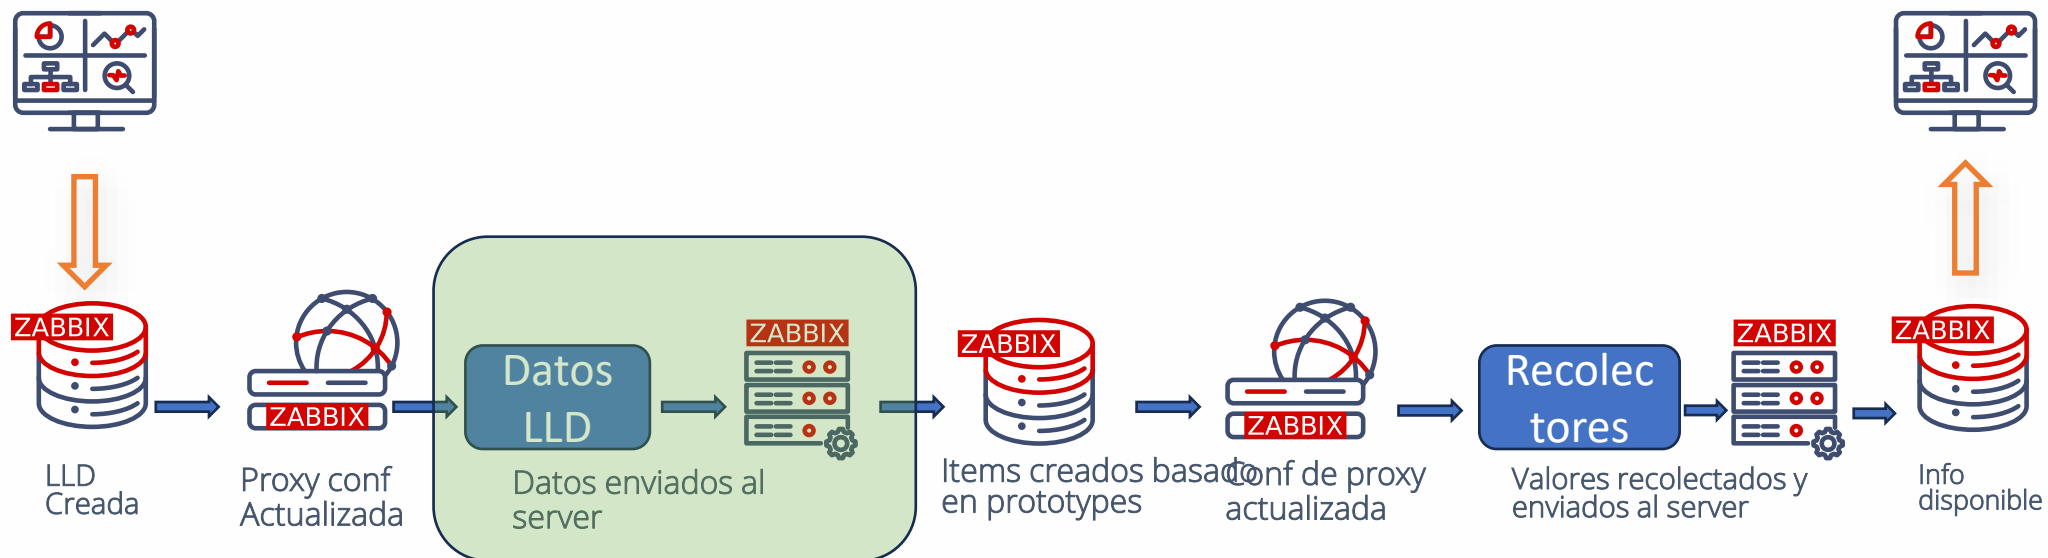 ZABBIX
LLD
Creada
ZABBIX
Proxy conf
Actualizada
Datos
LLD
ZABBIX
Datos enviados al
server
ZABBIX
Items creados basado
en prototypes
ZABBIX
Conf de proxy
actualizada
Recolec
tores
ZABBIX
Valores recolectados y
enviados al server
ZABBIX
Info
disponible